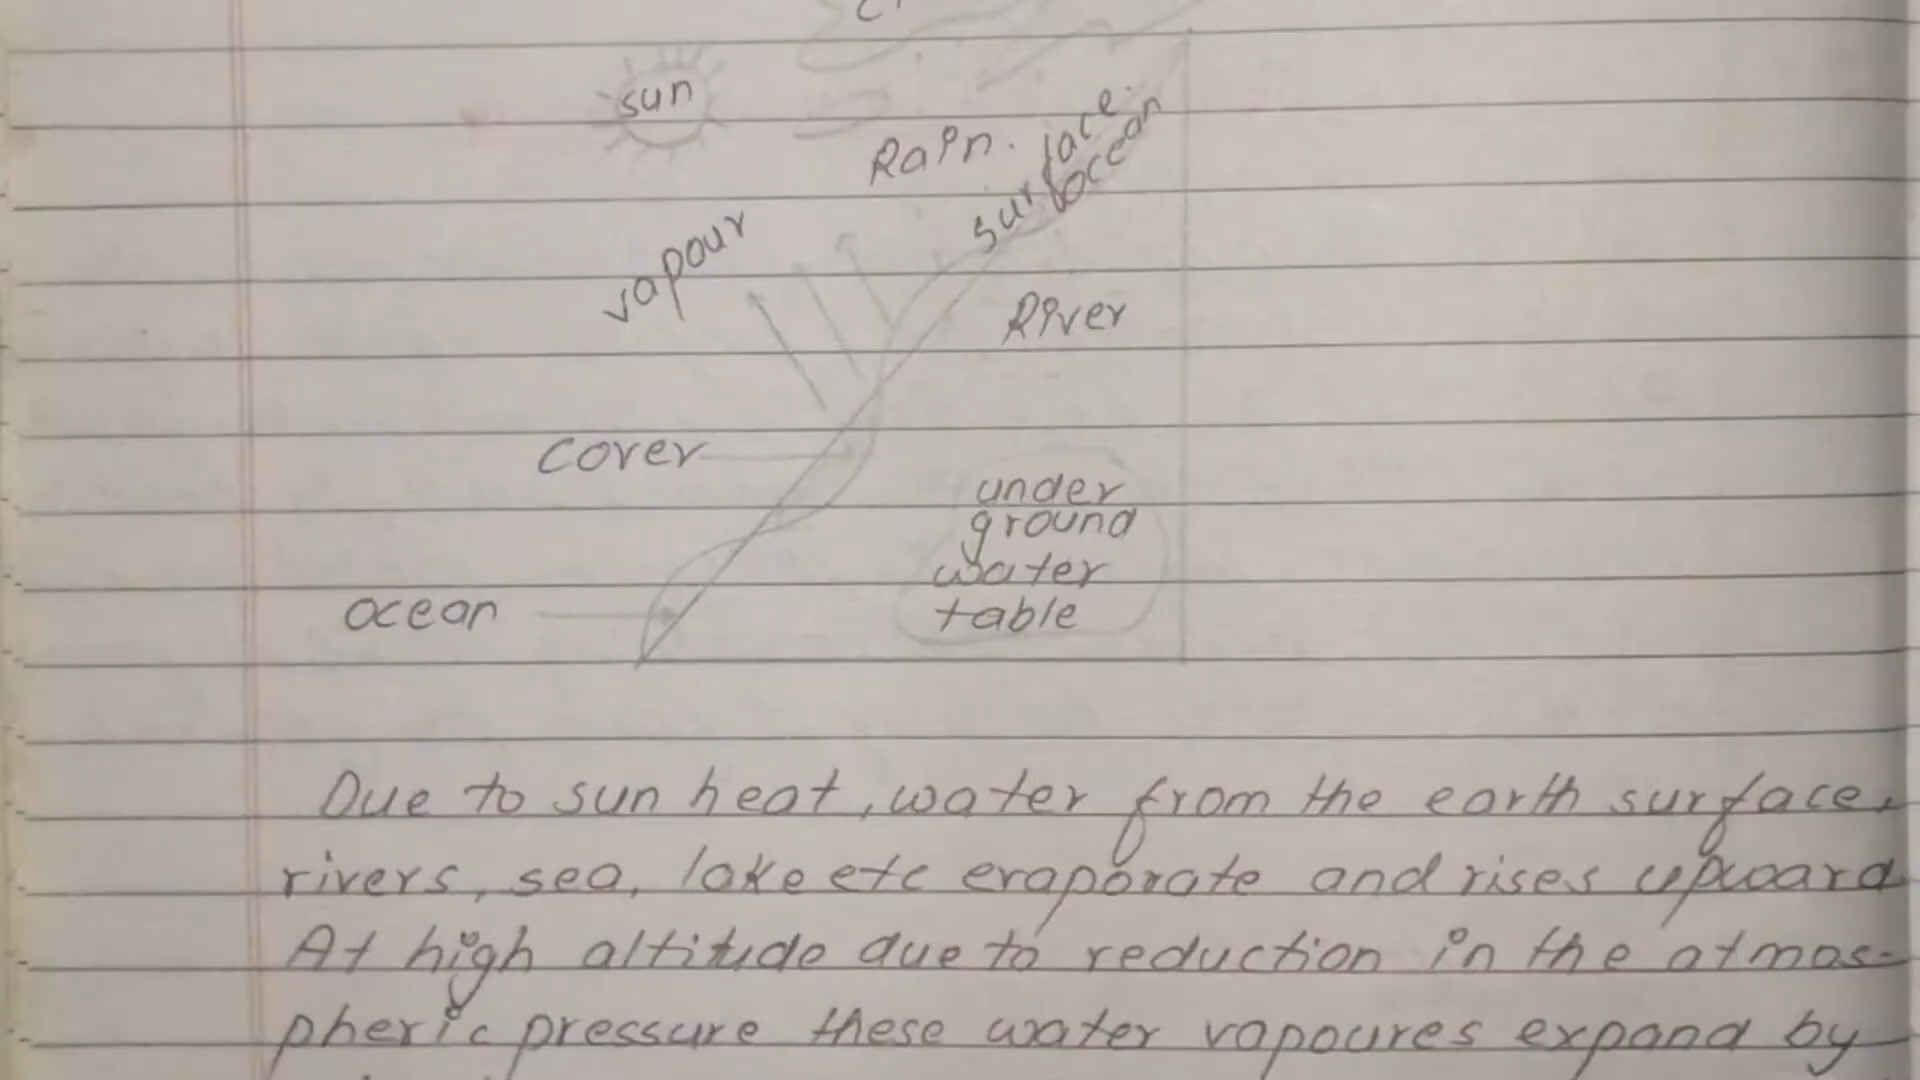 sun
Rain.
surface.
ocean
vapour
River
cover
under
ground
water
table
ocean
Due to sun heat, water from the earth surface,
rivers, sea, lake etc evaporate and rises upward
At high altitude due to reduction in the atmos-
pheric pressure these water vapoures expand by